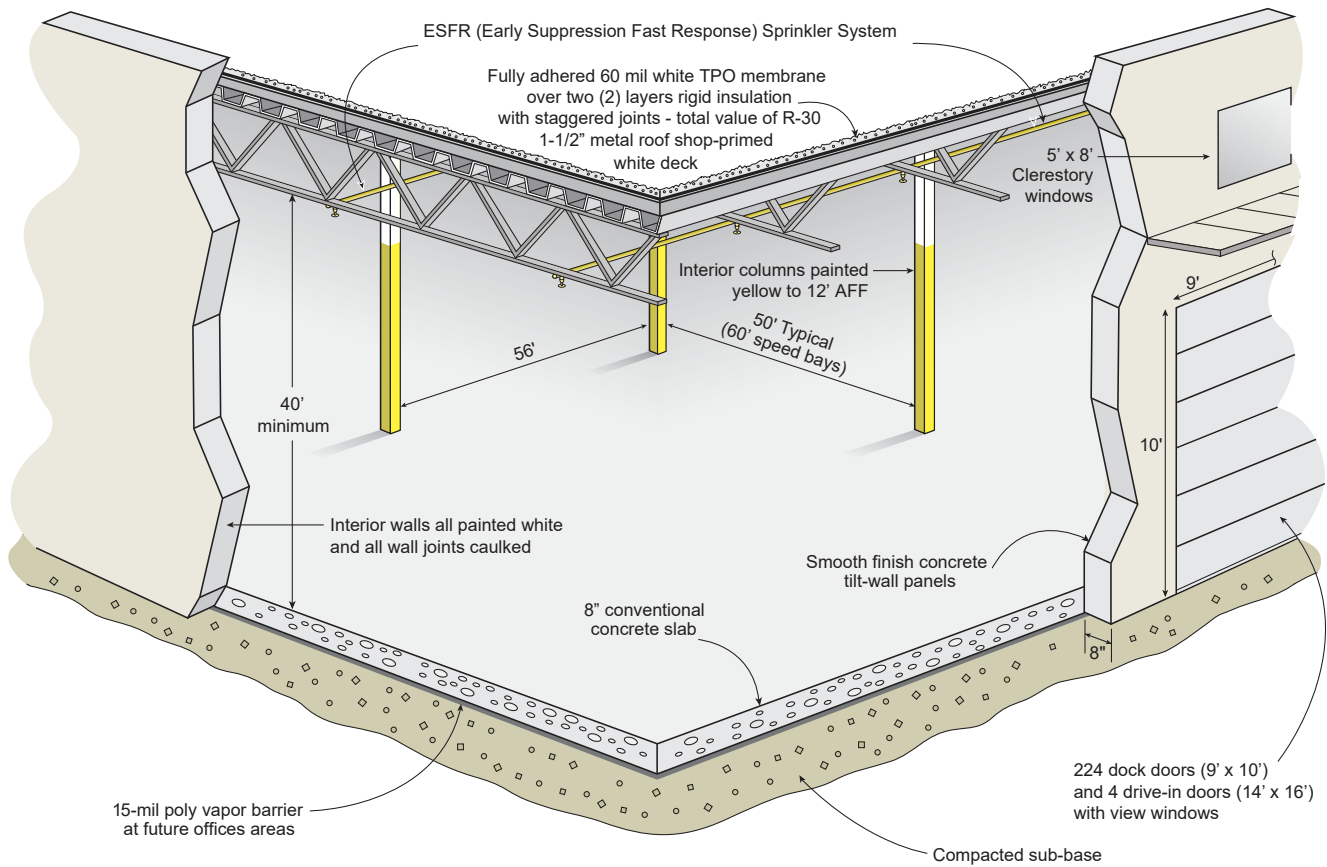 ESFR (Early Suppression Fast Response) Sprinkler System
Fully adhered 60 mil white TPO membrane
over two (2) layers rigid insulation
with staggered joints - total value of R-30
1-1/2” metal roof shop-primed
white deck
5’ x 8’
Clerestory
windows
Interior columns painted
yellow to 12’ AFF
9’
56'
50' Typical
(60’ speed bays)
40’
minimum
10'
Interior walls all painted white
and all wall joints caulked
Smooth finish concrete
tilt-wall panels
8” conventional
concrete slab
8"
15-mil poly vapor barrier
at future offices areas
224 dock doors (9’ x 10’)
and 4 drive-in doors (14’ x 16’)
with view windows
Compacted sub-base